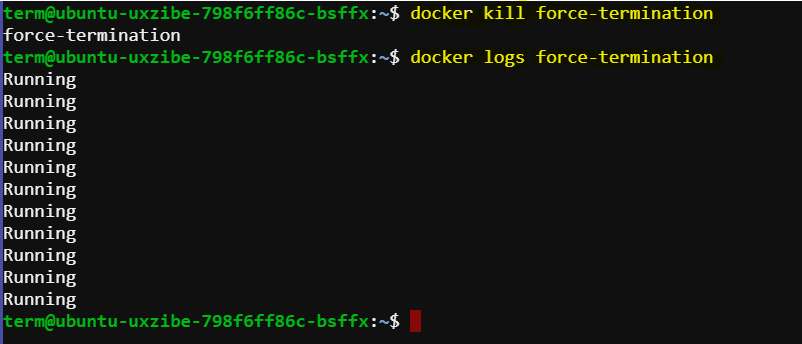 term@ubuntu-uxzibe-798f6ff86c-bsffx:~$ docker kill force-termination
force-termination
term@ubuntu-uxzibe-798f6ff86c-bsffx:~$ docker logs force-termination
Running
Running
Running
Running
Running
Running
Running
Running
Running
Running
Running
term@ubuntu-uxzibe-798f6ff86c-bsffx:~$